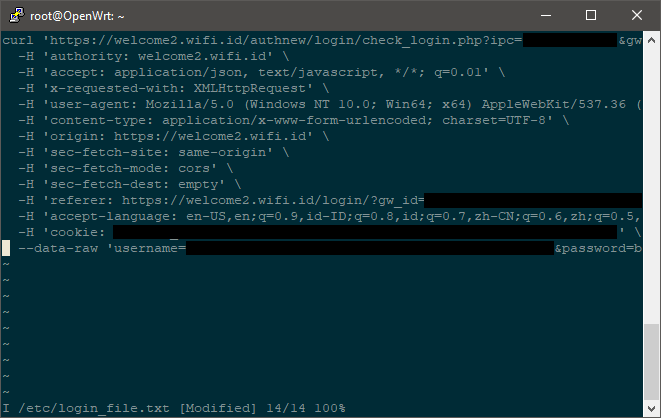 root@OpenWrt: ~
curl 'https://welcome2.wifi.id/authnew/login/check_login.php?ipc= &gw
-H 'authority: welcome2.wifi.id' \
-H 'accept: application/json, text/javascript, */*; q=0.01' \
-H 'x-requested-with: XMLHttpRequest' \
-H 'user-agent: Mozilla/5.0 (Windows NT 10.0; Win64; x64) AppleWebKit/537.36 (
-H 'content-type: application/x-www-form-urlencoded; charset=UTF-8' \
-H 'origin: https://welcome2.wifi.id' \
-H 'sec-fetch-site: same-origin' \
-H 'sec-fetch-mode: cors' \
-H 'sec-fetch-dest: empty' \
-H 'referer: https://welcome2.wifi.id/login/?gw_id=
-H 'accept-language: en-US,en;q=0.9,id-ID;q=0.8,id;q=0.7,zh-CN;q=0.6,zh;q=0.5,
-H 'cookie: _ ' \
--data-raw 'username= &password=b
~
~
~
~
~
~
~
~
~
I /etc/login_file.txt [Modified] 14/14 100%